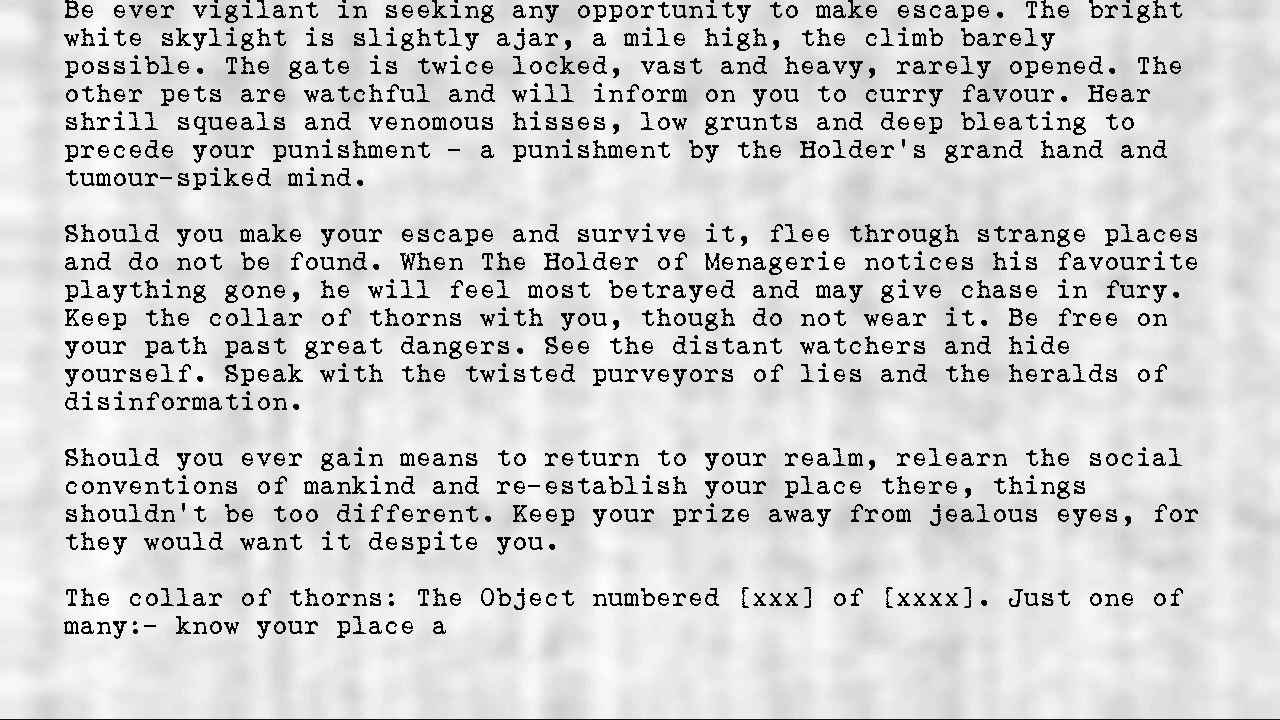 Be ever vigilant in seeking any opportunity to make escape. The bright
white skylight is slightly ajar, a mile high, the climb barely
possible. The gate is twice locked, vast and heavy, rarely opened. The
other pets are watchful and will inform on you to curry favour. Hear
shrill squeals and venomous hisses, low grunts and deep bleating to
precede your punishment - a punishment by the Holder's grand hand and
tumour-spiked mind.

Should you make your escape and survive it, flee through strange places
and do not be found. When The Holder of Menagerie notices his favourite
plaything gone, he will feel most betrayed and may give chase in fury.
Keep the collar of thorns with you, though do not wear it. Be free on
your path past great dangers. See the distant watchers and hide
yourself. Speak with the twisted purveyors of lies and the heralds of
disinformation.

Should you ever gain means to return to your realm, relearn the social
conventions of mankind and re-establish your place there, things
shouldn't be too different. Keep your prize away from jealous eyes, for
they would want it despite you.

The collar of thorns: The Object numbered [xxx] of [xxxx]. Just one of
many:- know your place a